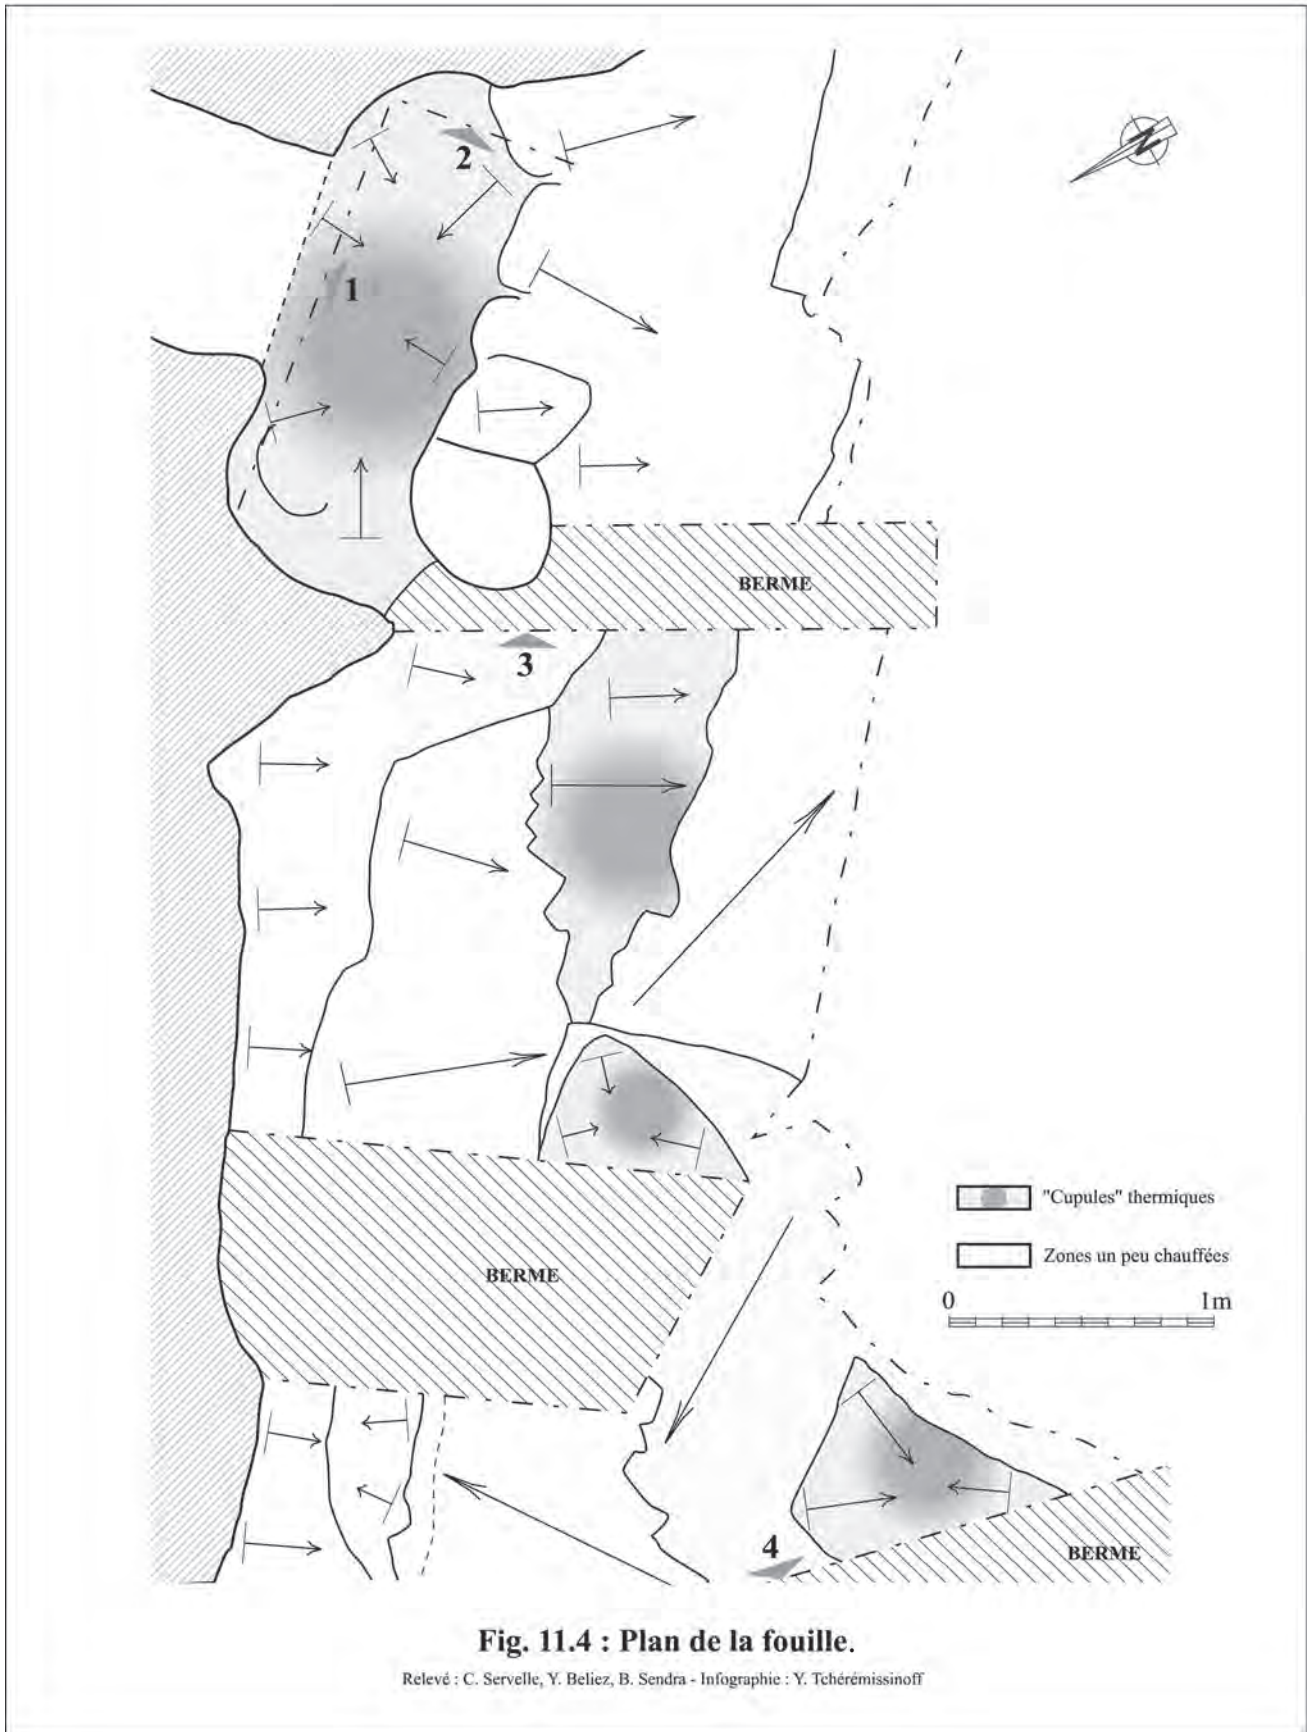 2
N
1
BERME
3
"Cupules" thermiques
Zones un peu chauffées
BERME
0 1m
4
BERME
Fig. 11.4 : Plan de la fouille.
Relevé : C. Servelle, Y. Beliez, B. Sendra - Infographie : Y. Tchérémissinoff